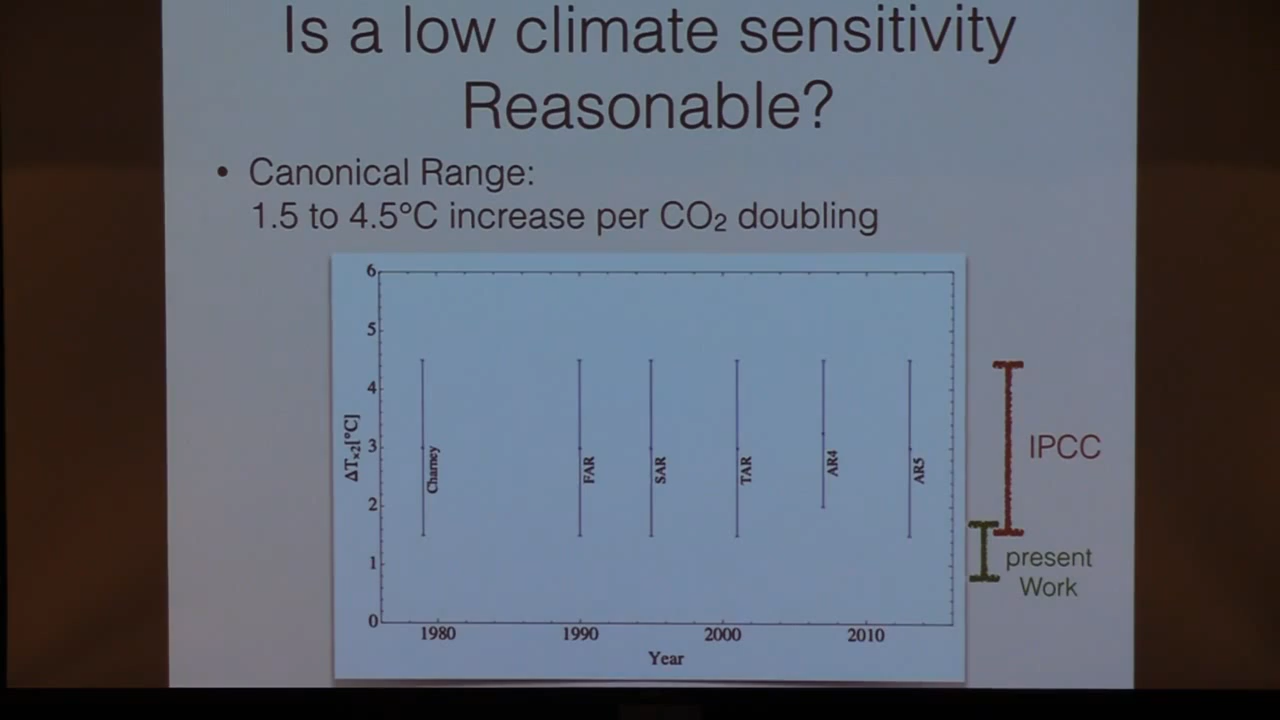 Is a low climate sensitivity
Reasonable?
• Canonical Range:
1.5 to 4.5°C increase per CO₂ doubling
6
5
4
3
2
1
0
ΔTₓ₂[°C]
Charney
FAR
SAR
TAR
AR4
AR5
1980
1990
2000
2010
Year
IPCC
present
Work